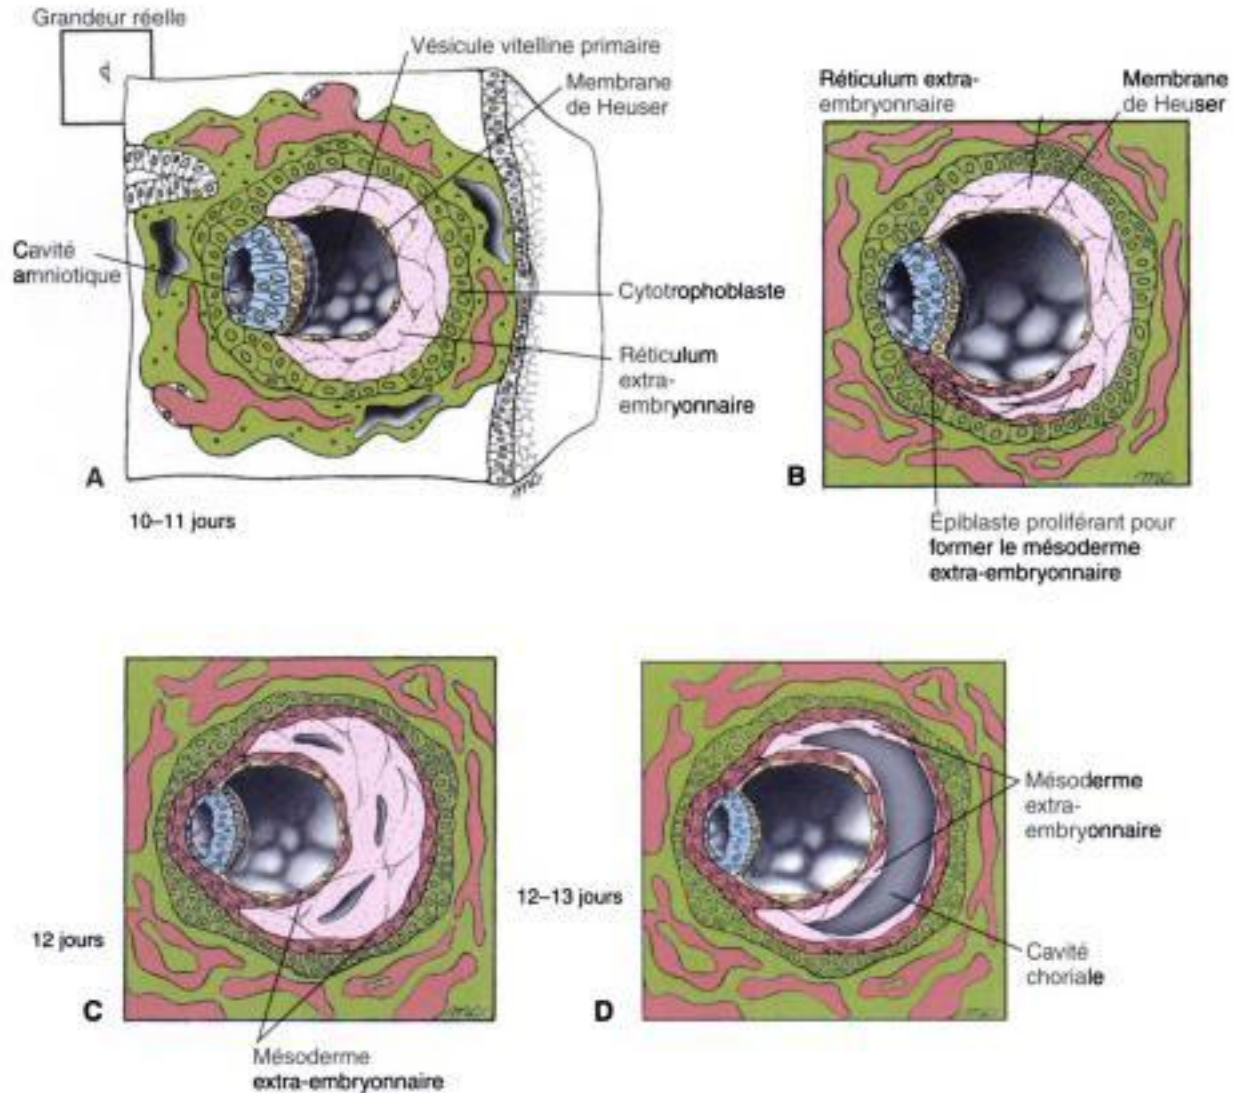 Grandeur réelle
Vésicule vitelline primaire
Membrane
de Heuser
Cavité
amniotique
Cytotrophoblaste
Réticulum
extra-
embryonnaire
A
10–11 jours
Réticulum extra-
embryonnaire
Membrane
de Heuser
B
Épiblaste proliférant pour
former le mésoderme
extra-embryonnaire
12 jours
C
Mésoderme
extra-embryonnaire
12–13 jours
D
Mésoderme
extra-
embryonnaire
Cavité
choriale